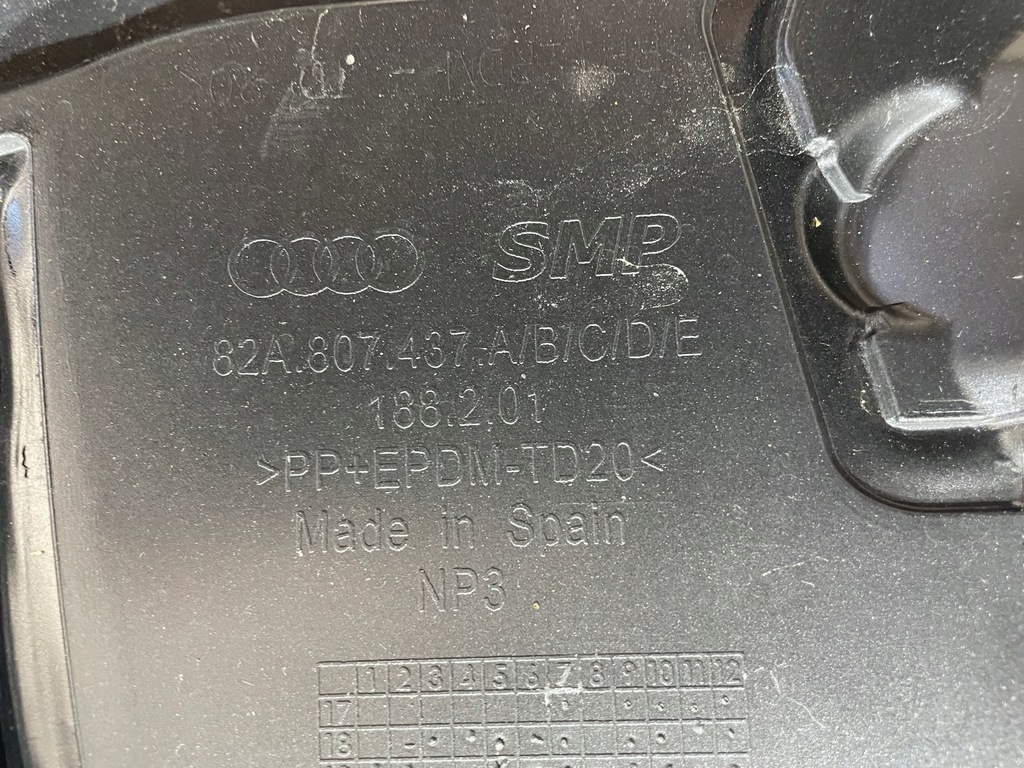 SMP
82A.807.437.A/B/C/D/E
188.2.01
>PP+EPDM-TD20<
Made in Spain
NP3
1 2 3 4 5 6 7 8 9 10 11 12
17
18